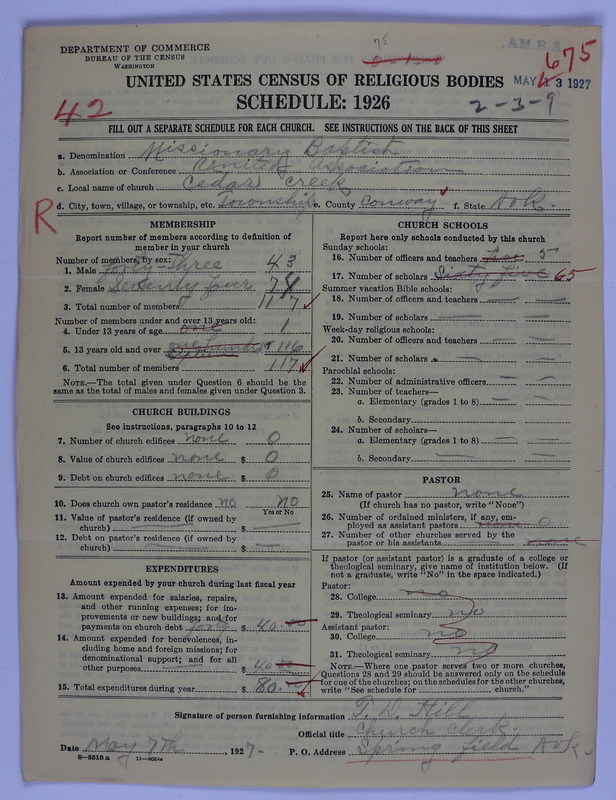 DEPARTMENT OF COMMERCE
BUREAU OF THE CENSUS
WASHINGTON
A.M.B.A.
75
675
UNITED STATES CENSUS OF RELIGIOUS BODIES
MAY 13 1927
SCHEDULE: 1926
42
2-3-9
FILL OUT A SEPARATE SCHEDULE FOR EACH CHURCH. SEE INSTRUCTIONS ON THE BACK OF THIS SHEET
a. Denomination Missionary Baptist
b. Association or Conference United Association
c. Local name of church Cedar Creek
d. City, town, village, or township, etc. Township e. County Conway f. State Ark.
R
MEMBERSHIP
Report number of members according to definition of member in your church
Number of members, by sex:
1. Male forty-three 43
2. Female Seventy four 74
3. Total number of members 117
Number of members under and over 13 years old:
4. Under 13 years of age one 1
5. 13 years old and over 116
6. Total number of members 117
NOTE.—The total given under Question 6 should be the same as the total of males and females given under Question 3.
CHURCH BUILDINGS
See instructions, paragraphs 10 to 12
7. Number of church edifices none 0
8. Value of church edifices none $ 0
9. Debt on church edifices none $ 0
10. Does church own pastor's residence no NO
Yes or No
11. Value of pastor's residence (if owned by church) $
12. Debt on pastor's residence (if owned by church) $
EXPENDITURES
Amount expended by your church during last fiscal year
13. Amount expended for salaries, repairs, and other running expenses; for improvements or new buildings; and for payments on church debt forty $ 40.00
14. Amount expended for benevolences, including home and foreign missions; for denominational support; and for all other purposes $ 40.00
15. Total expenditures during year $ 80.00
CHURCH SCHOOLS
Report here only schools conducted by this church
Sunday schools:
16. Number of officers and teachers five 5
17. Number of scholars Sixty five 65
Summer vacation Bible schools:
18. Number of officers and teachers
19. Number of scholars
Week-day religious schools:
20. Number of officers and teachers
21. Number of scholars
Parochial schools:
22. Number of administrative officers
23. Number of teachers—
a. Elementary (grades 1 to 8)
b. Secondary
24. Number of scholars—
a. Elementary (grades 1 to 8)
b. Secondary
PASTOR
25. Name of pastor none
(If church has no pastor, write "None")
26. Number of ordained ministers, if any, employed as assistant pastors none 0
27. Number of other churches served by the pastor or his assistants none
If pastor (or assistant pastor) is a graduate of a college or theological seminary, give name of institution below. (If not a graduate, write "No" in the space indicated.)
Pastor:
28. College no
29. Theological seminary no
Assistant pastor:
30. College no
31. Theological seminary no
NOTE.—Where one pastor serves two or more churches, Questions 28 and 29 should be answered only on the schedule for one of the churches; on the schedules for the other churches, write "See schedule for church."
Signature of person furnishing information T. D. Hill
Official title Church Clerk.
Date May 7th, 1927- P. O. Address Springfield Ark-
8-5518 a 11-9054a